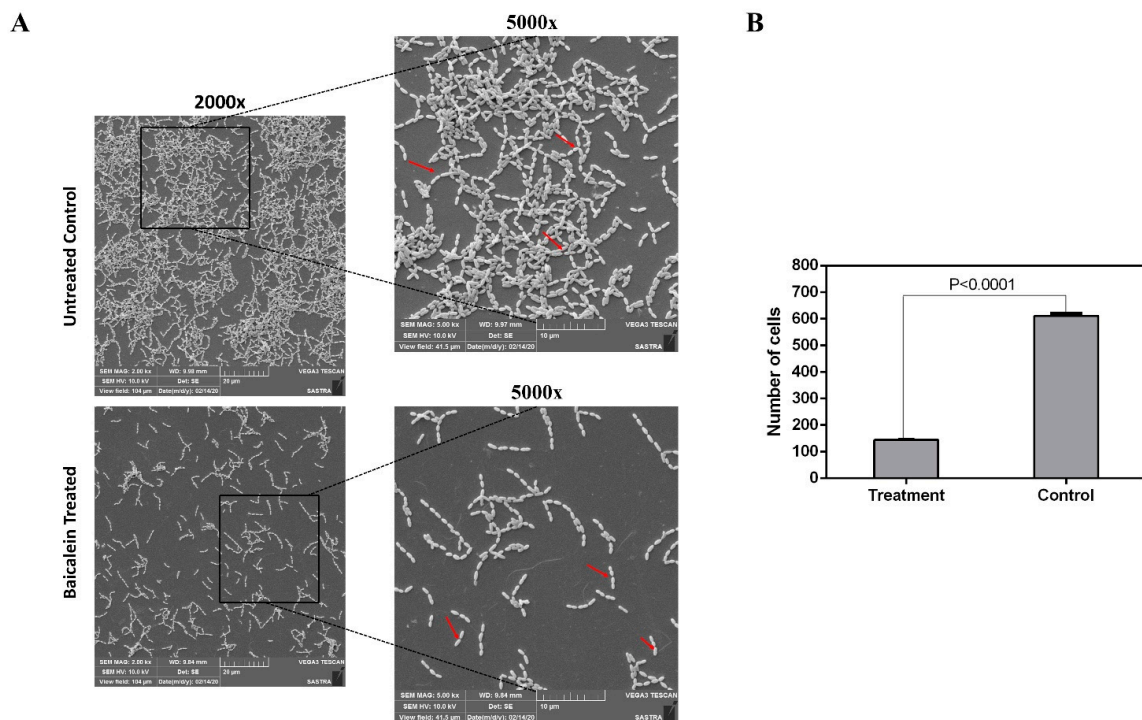 A
B
5000x
2000x
Untreated Control
SEM MAG: 2.00 kx WD: 9.98 mm VEGA3 TESCAN
SEM HV: 10.0 kV Det: SE 20 µm
View field: 104 µm Date(m/d/y): 02/14/20 SASTRA
SEM MAG: 5.00 kx WD: 9.97 mm VEGA3 TESCAN
SEM HV: 10.0 kV Det: SE 10 µm
View field: 41.5 µm Date(m/d/y): 02/14/20 SASTRA
5000x
Baicalein Treated
SEM MAG: 2.00 kx WD: 9.84 mm VEGA3 TESCAN
SEM HV: 10.0 kV Det: SE 20 µm
View field: 104 µm Date(m/d/y): 02/14/20 SASTRA
SEM MAG: 5.00 kx WD: 9.84 mm VEGA3 TESCAN
SEM HV: 10.0 kV Det: SE 10 µm
View field: 41.5 µm Date(m/d/y): 02/14/20 SASTRA
Number of cells
800
700
600
500
400
300
200
100
0
P<0.0001
Treatment Control